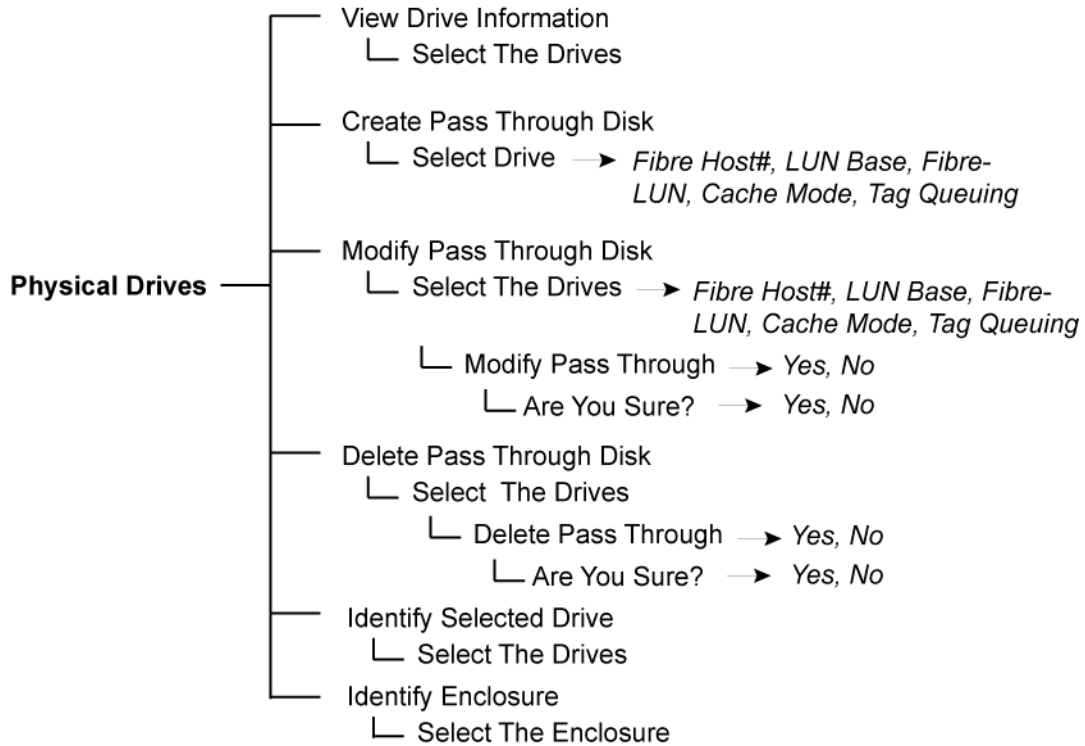 View Drive Information
Select The Drives
Create Pass Through Disk
Select Drive
Fibre Host#, LUN Base, Fibre-
LUN, Cache Mode, Tag Queuing
Modify Pass Through Disk
Physical Drives
Select The Drives
Fibre Host#, LUN Base, Fibre-
LUN, Cache Mode, Tag Queuing
Modify Pass Through
Yes, No
Are You Sure?
Yes, No
Delete Pass Through Disk
Select The Drives
Delete Pass Through
Yes, No
Are You Sure?
Yes, No
Identify Selected Drive
Select The Drives
Identify Enclosure
Select The Enclosure